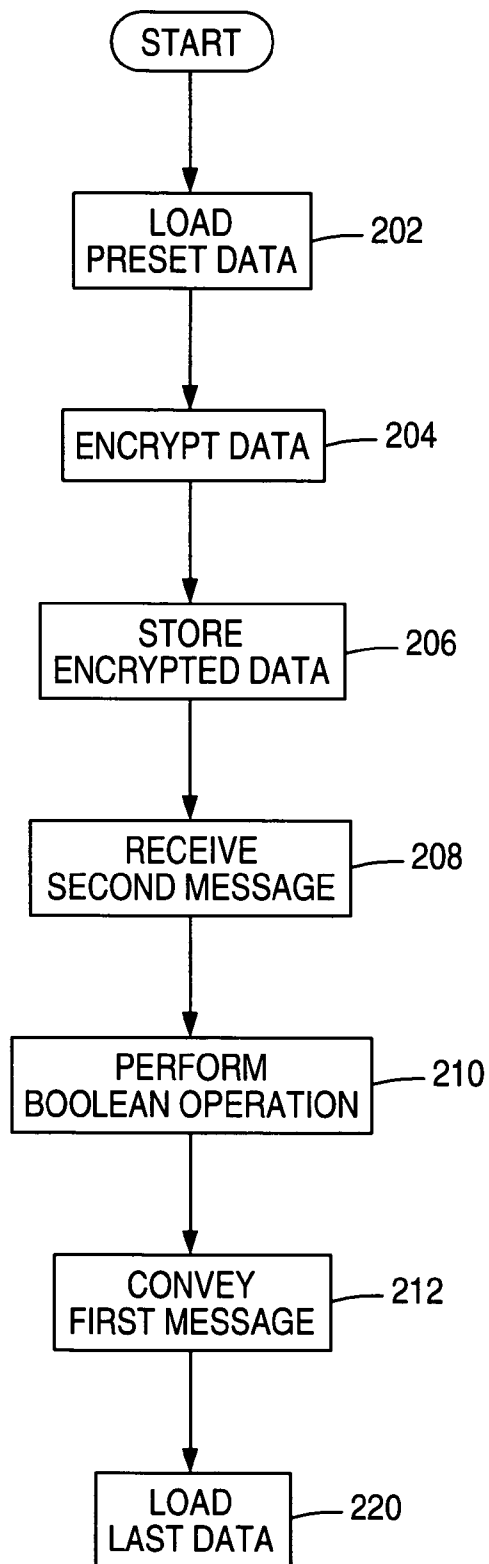 START
LOAD
PRESET DATA
202
ENCRYPT DATA
204
STORE
ENCRYPTED DATA
206
RECEIVE
SECOND MESSAGE
208
PERFORM
BOOLEAN OPERATION
210
CONVEY
FIRST MESSAGE
212
LOAD
LAST DATA
220